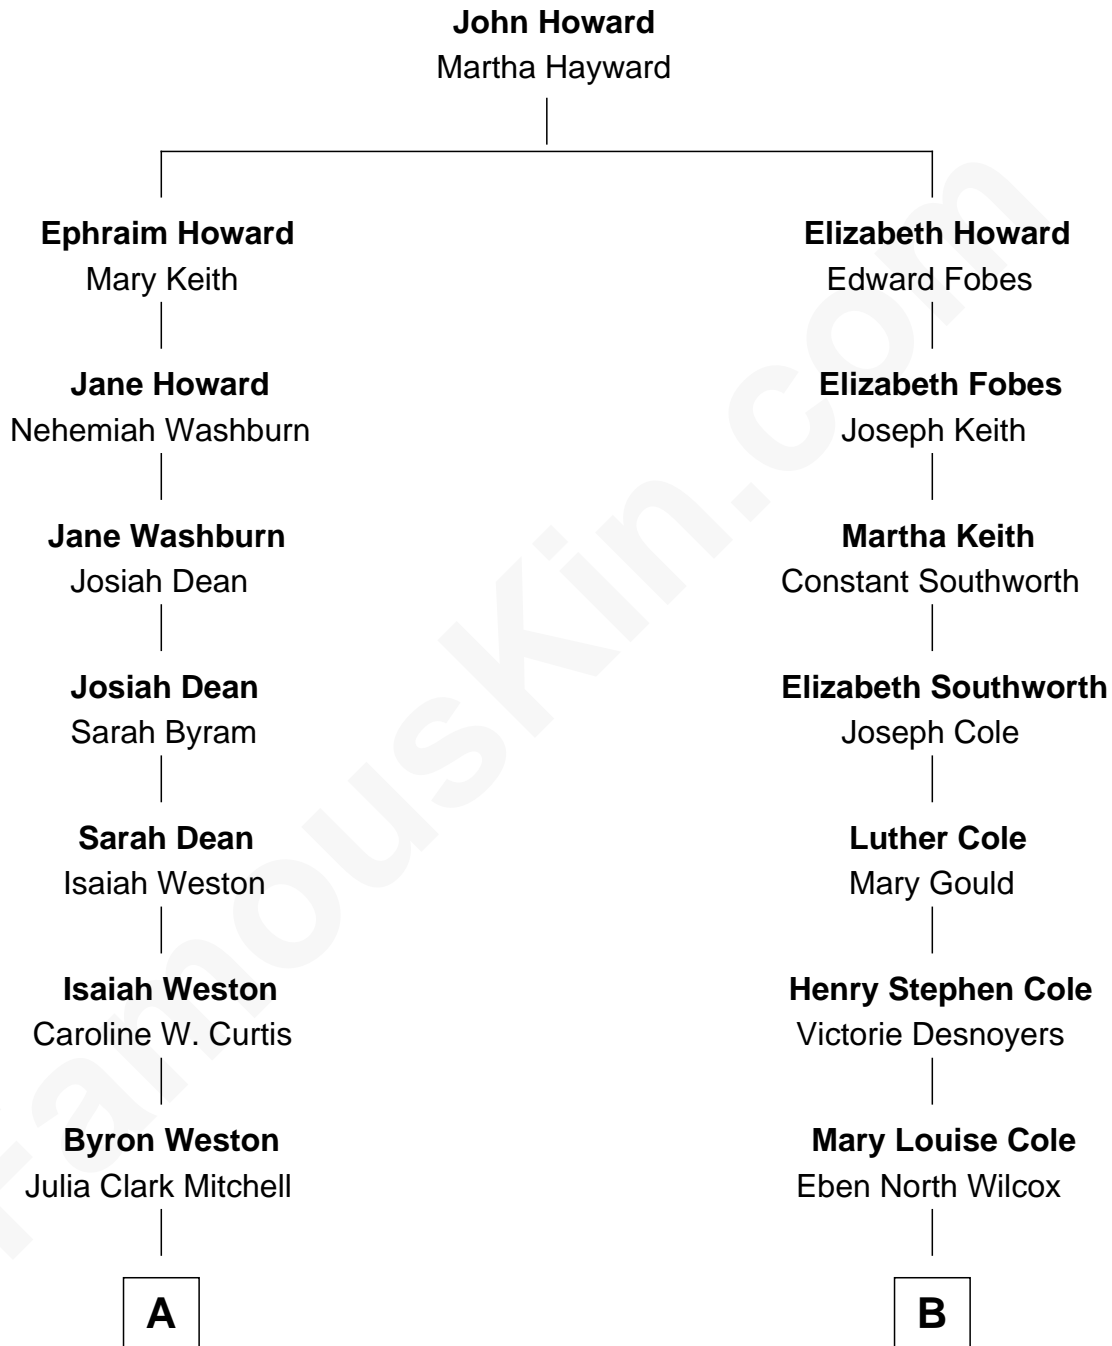 John Howard
Martha Hayward
Ephraim Howard
Mary Keith
Elizabeth Howard
Edward Fobes
Jane Howard
Nehemiah Washburn
Elizabeth Fobes
Joseph Keith
Jane Washburn
Josiah Dean
Martha Keith
Constant Southworth
Josiah Dean
Sarah Byram
Elizabeth Southworth
Joseph Cole
Sarah Dean
Isaiah Weston
Luther Cole
Mary Gould
Isaiah Weston
Caroline W. Curtis
Henry Stephen Cole
Victorie Desnoyers
Byron Weston
Julia Clark Mitchell
Mary Louise Cole
Eben North Wilcox
A
B
FamousKin.com